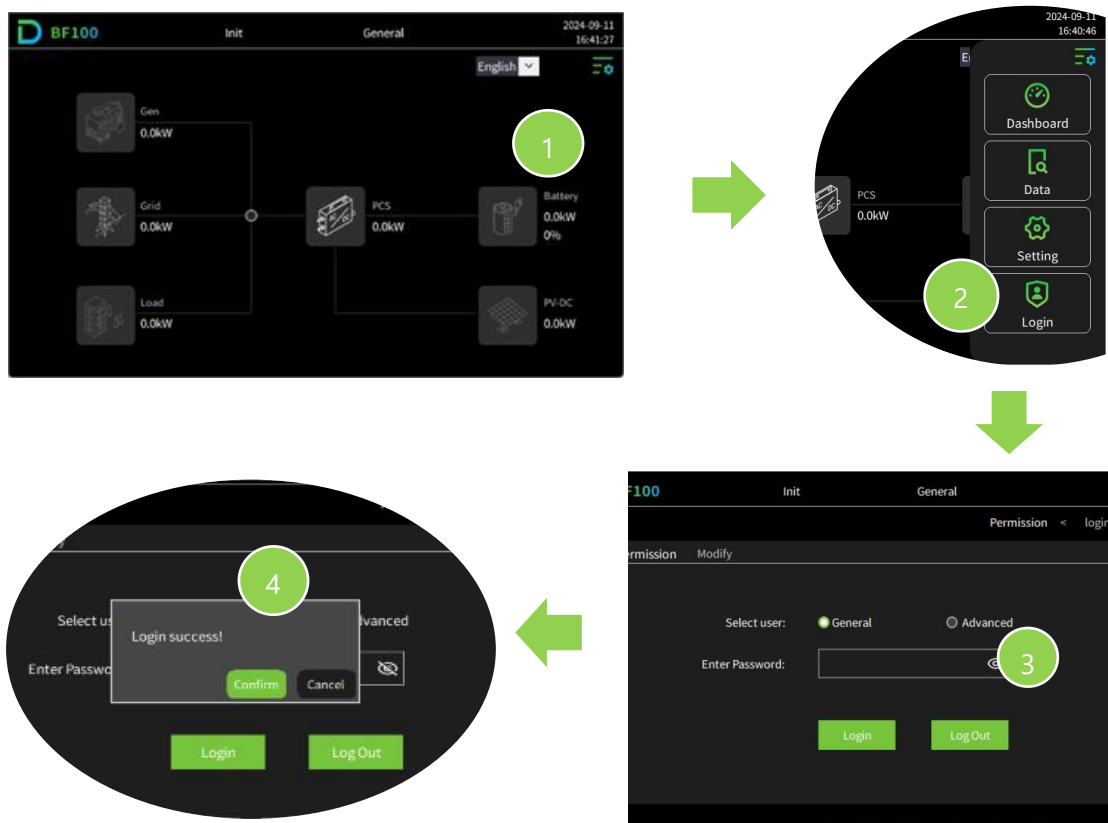 BF100 Init General 2024-09-11
16:41:27
English
Gen
0.0kW
1
Grid
0.0kW
PCS
0.0kW
Battery
0.0kW
0%
Load
0.0kW
PV-DC
0.0kW
2024-09-11
16:40:46
Dashboard
Data
PCS
0.0kW
Setting
2
Login
F100 Init General
Permission < login
ermission Modify
Select user: General Advanced
Enter Password:
3
Login Log Out
4
Select us
Login success!
dvanced
Enter Passwo
Confirm Cancel
Login Log Out